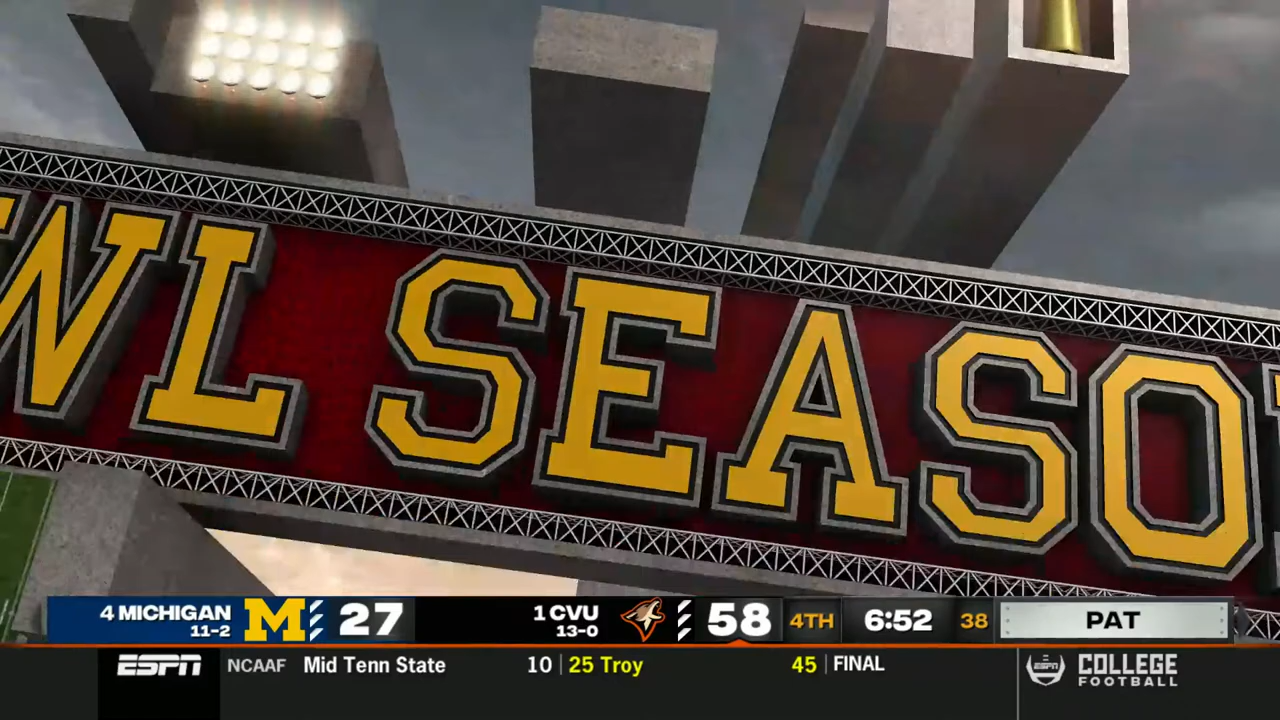 WL SEASO
4 MICHIGAN
11-2
M
27
1 CVU
13-0
58
4TH
6:52
38
PAT
ESPN
NCAAF Mid Tenn State 10 25 Troy 45 FINAL
ESPN
COLLEGE
FOOTBALL